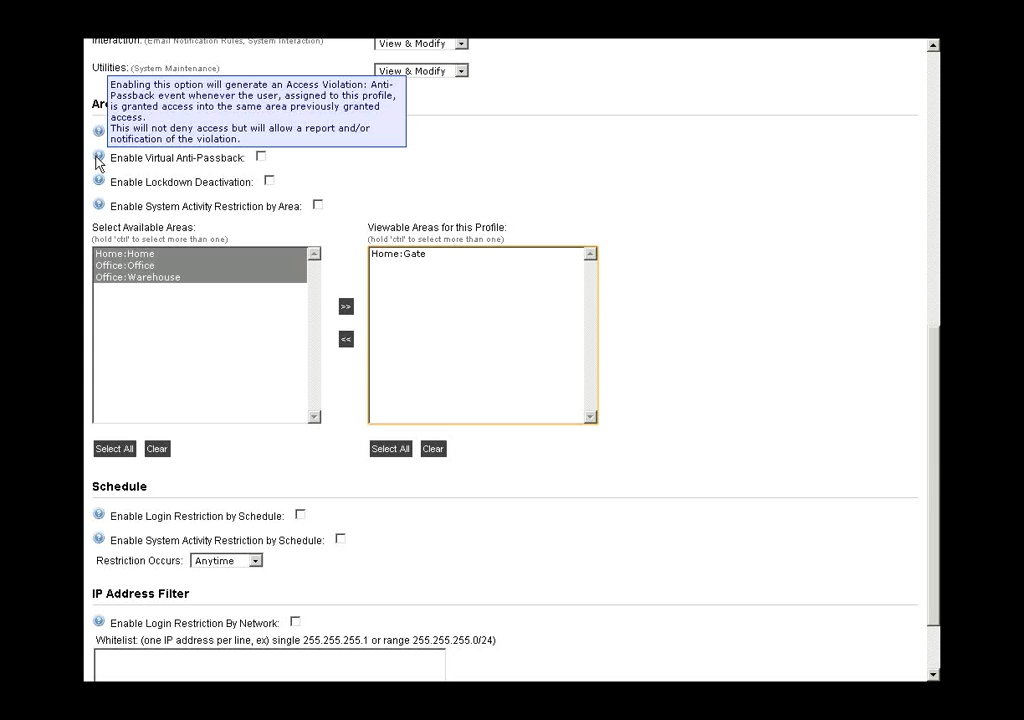 Interaction: (Email Notification Rules, System Interaction) View & Modify
Utilities: (System Maintenance) View & Modify
Enabling this option will generate an Access Violation: Anti-
Passback event whenever the user, assigned to this profile,
is granted access into the same area previously granted
access.
This will not deny access but will allow a report and/or
notification of the violation.
Enable Virtual Anti-Passback:
Enable Lockdown Deactivation:
Enable System Activity Restriction by Area:
Select Available Areas: Viewable Areas for this Profile:
(hold 'ctrl' to select more than one) (hold 'ctrl' to select more than one)
Home:Home Home:Gate
Office:Office
Office:Warehouse
>>
<<
Select All Clear Select All Clear
Schedule
Enable Login Restriction by Schedule:
Enable System Activity Restriction by Schedule:
Restriction Occurs: Anytime
IP Address Filter
Enable Login Restriction By Network:
Whitelist: (one IP address per line, ex) single 255.255.255.1 or range 255.255.255.0/24)